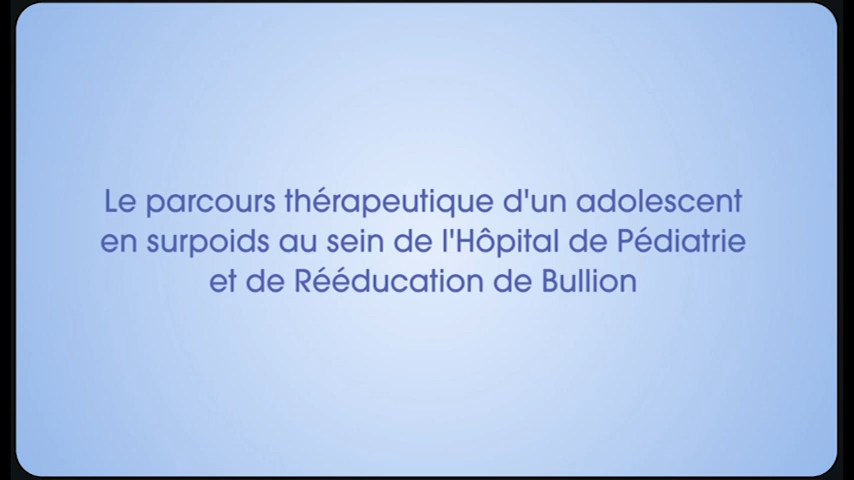 Le parcours thérapeutique d'un adolescent
en surpoids au sein de l'Hôpital de Pédiatrie
et de Rééducation de Bullion